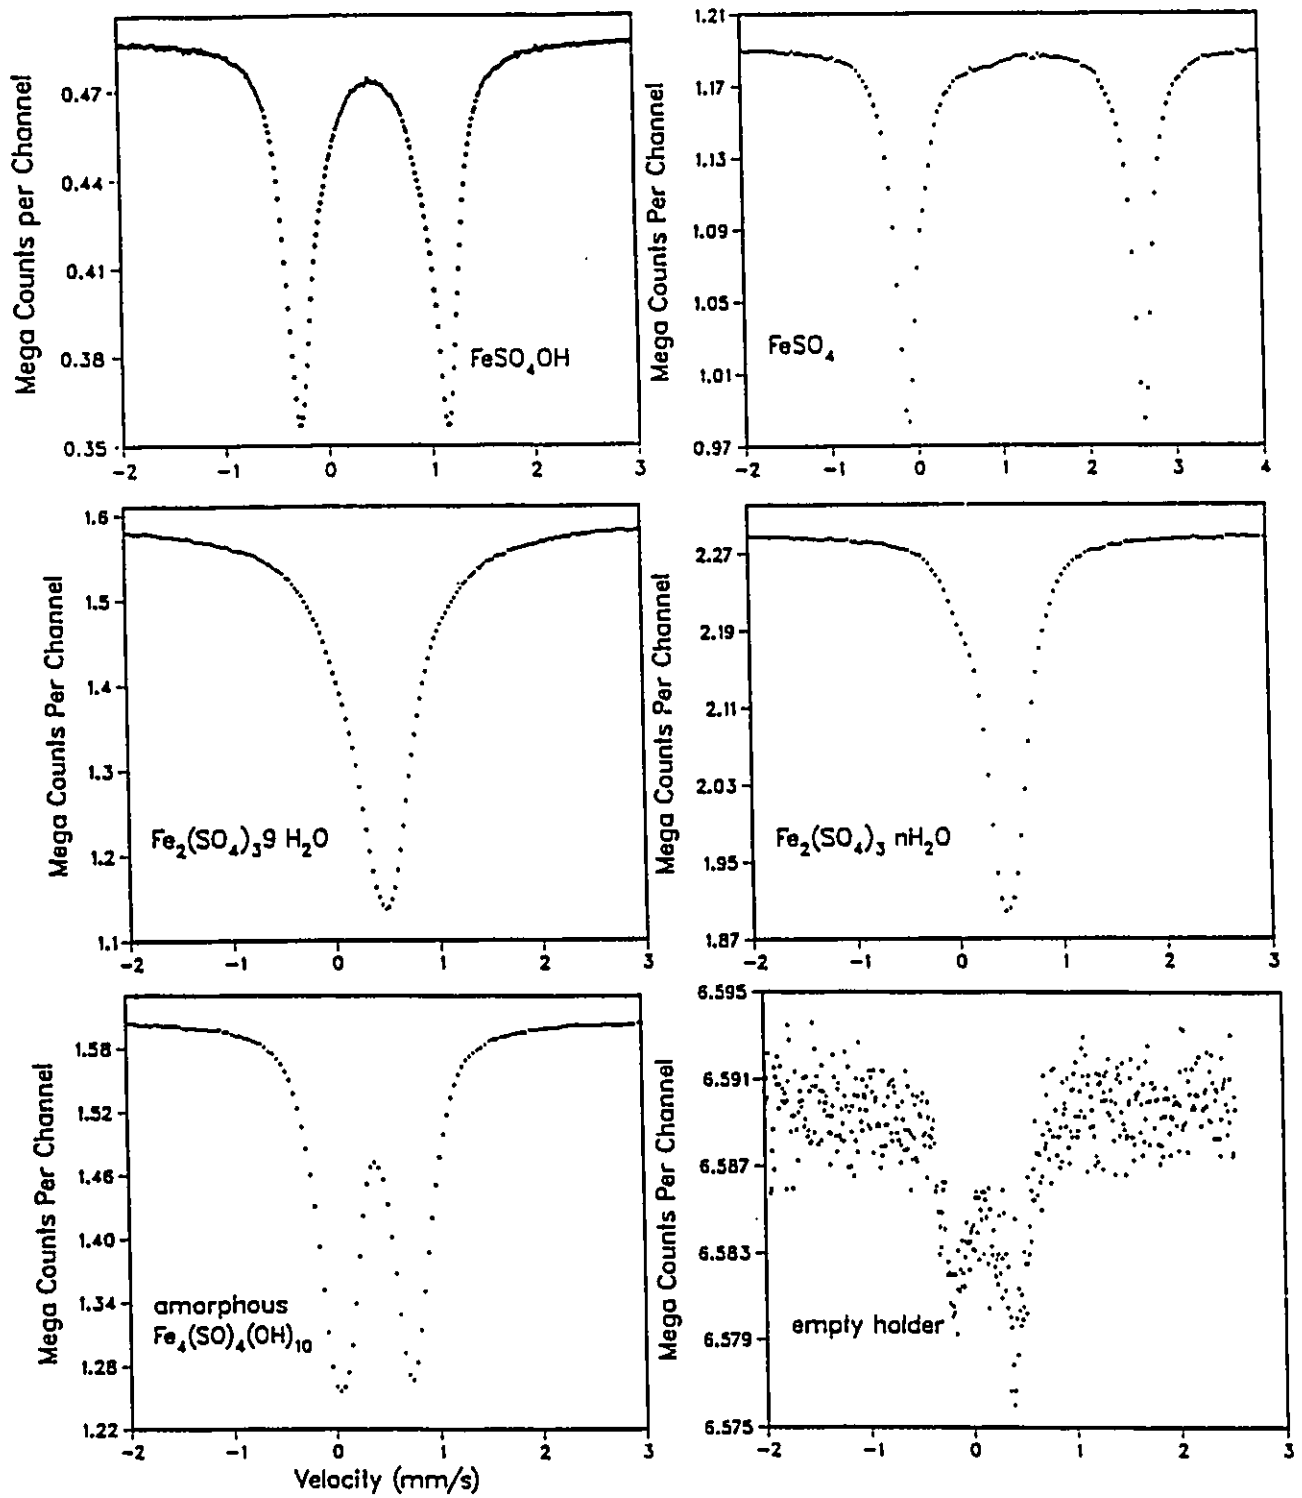 Mega Counts per Channel
0.47
0.44
0.41
0.38
0.35
FeSO₄OH
-2 -1 0 1 2 3
Mega Counts Per Channel
1.21
1.17
1.13
1.09
1.05
1.01
0.97
FeSO₄
-2 -1 0 1 2 3 4
Mega Counts Per Channel
1.6
1.5
1.4
1.3
1.2
1.1
Fe₂(SO₄)₃9 H₂O
-2 -1 0 1 2 3
Mega Counts Per Channel
2.27
2.19
2.11
2.03
1.95
1.87
Fe₂(SO₄)₃ nH₂O
-2 -1 0 1 2 3
Mega Counts Per Channel
1.58
1.52
1.46
1.40
1.34
1.28
1.22
amorphous
Fe₄(SO)₄(OH)₁₀
-2 -1 0 1 2 3
Velocity (mm/s)
Mega Counts Per Channel
6.595
6.591
6.587
6.583
6.579
6.575
empty holder
-2 -1 0 1 2 3